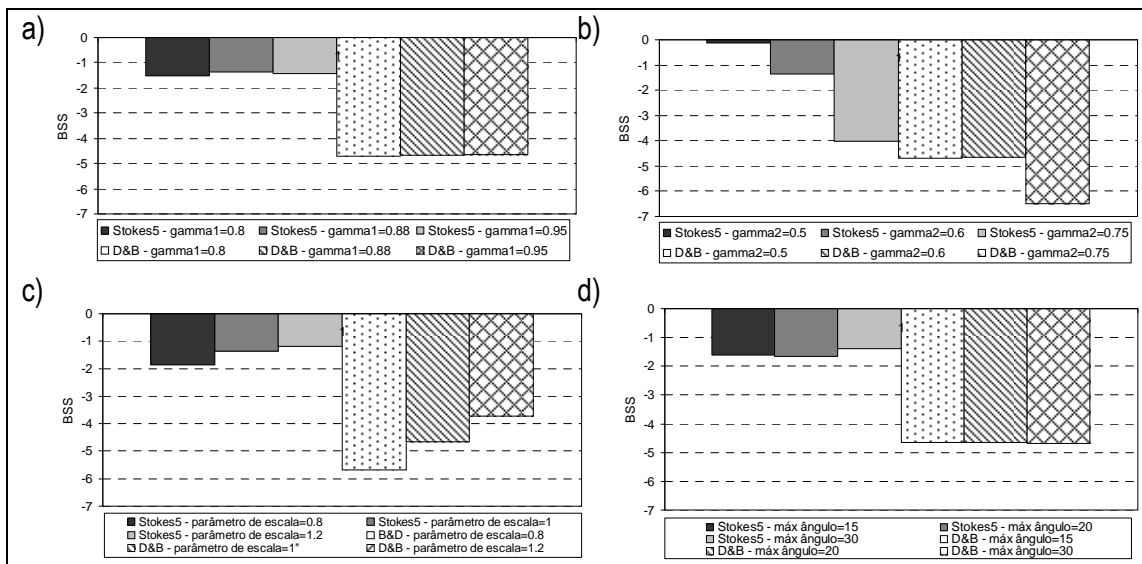 a)
0
-1
-2
-3
-4
-5
-6
-7
BSS
1
Stokes5 - gamma1=0.8 Stokes5 - gamma1=0.88 Stokes5 - gamma1=0.95
D&B - gamma1=0.8 D&B - gamma1=0.88 D&B - gamma1=0.95
b)
0
-1
-2
-3
-4
-5
-6
-7
BSS
1
Stokes5 - gamma2=0.5 Stokes5 - gamma2=0.6 Stokes5 - gamma2=0.75
D&B - gamma2=0.5 D&B - gamma2=0.6 D&B - gamma2=0.75
c)
0
-1
-2
-3
-4
-5
-6
-7
BSS
1
Stokes5 - parâmetro de escala=0.8 Stokes5 - parâmetro de escala=1
Stokes5 - parâmetro de escala=1.2 B&D - parâmetro de escala=0.8
D&B - parâmetro de escala=1" D&B - parâmetro de escala=1.2
d)
0
-1
-2
-3
-4
-5
-6
-7
BSS
1
Stokes5 - máx ângulo=15 Stokes5 - máx ângulo=20
Stokes5 - máx ângulo=30 D&B - máx ângulo=15
D&B - máx ângulo=20 D&B - máx ângulo=30